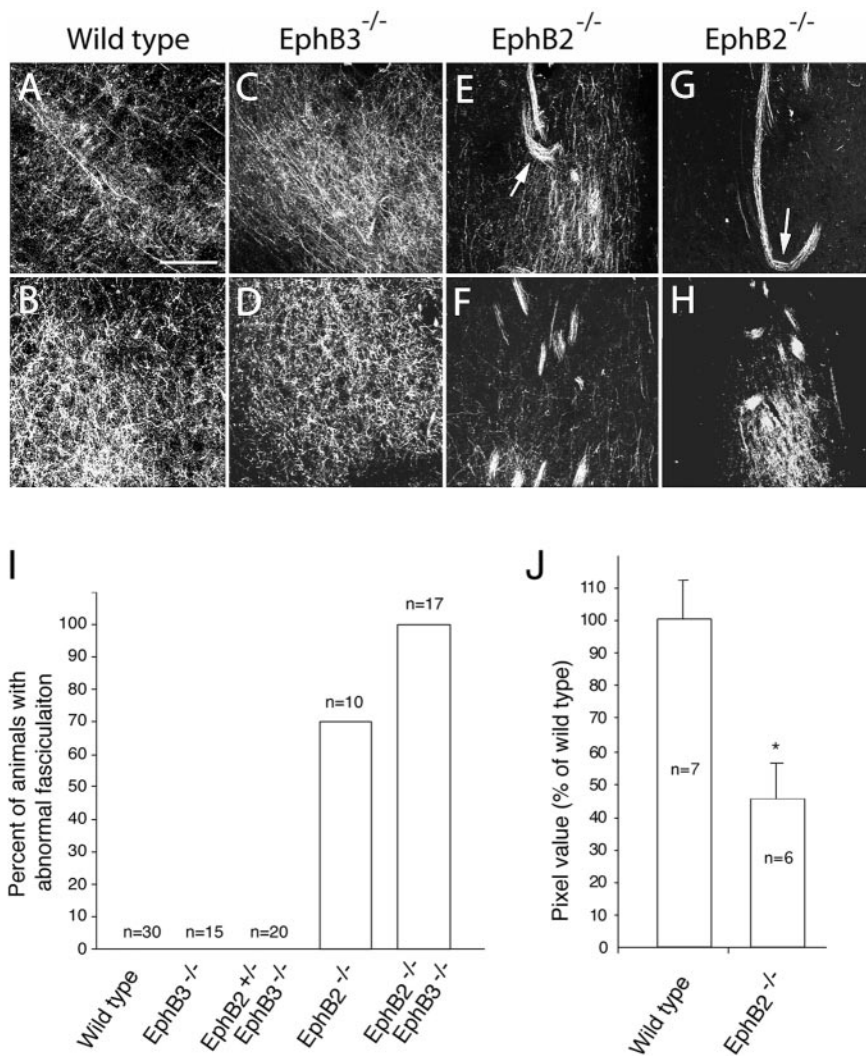 Wild type
EphB3 -/-
EphB2 -/-
EphB2 -/-
A
C
E
G
B
D
F
H
I
Percent of animals with
abnormal fasciculaiton
100
90
80
70
60
50
40
30
20
10
0
n=30
n=15
n=20
n=10
n=17
Wild type
EphB3 -/-
EphB2 +/-
EphB3 -/-
EphB2 -/-
EphB2 -/-
EphB3 -/-
J
Pixel value (% of wild type)
110
100
90
80
70
60
50
40
30
20
10
0
n=7
*
n=6
Wild type
EphB2 -/-